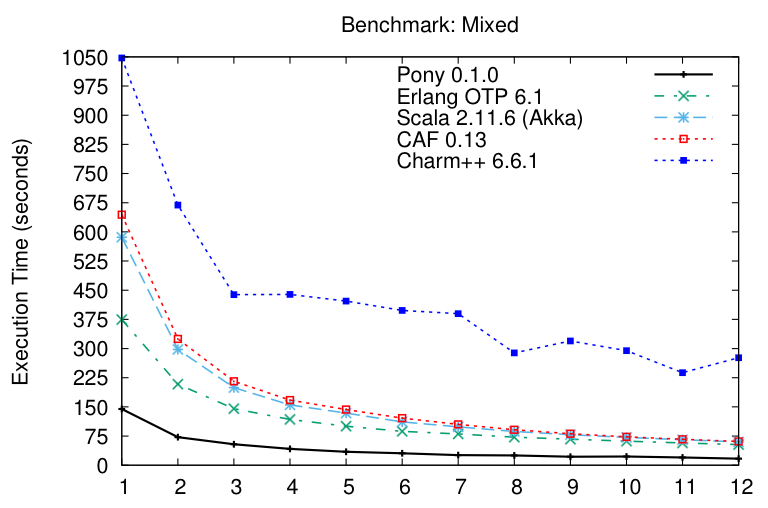 Benchmark: Mixed
Execution Time (seconds)
1050
975
900
825
750
675
600
525
450
375
300
225
150
75
0
Pony 0.1.0
Erlang OTP 6.1
Scala 2.11.6 (Akka)
CAF 0.13
Charm++ 6.6.1
1 2 3 4 5 6 7 8 9 10 11 12